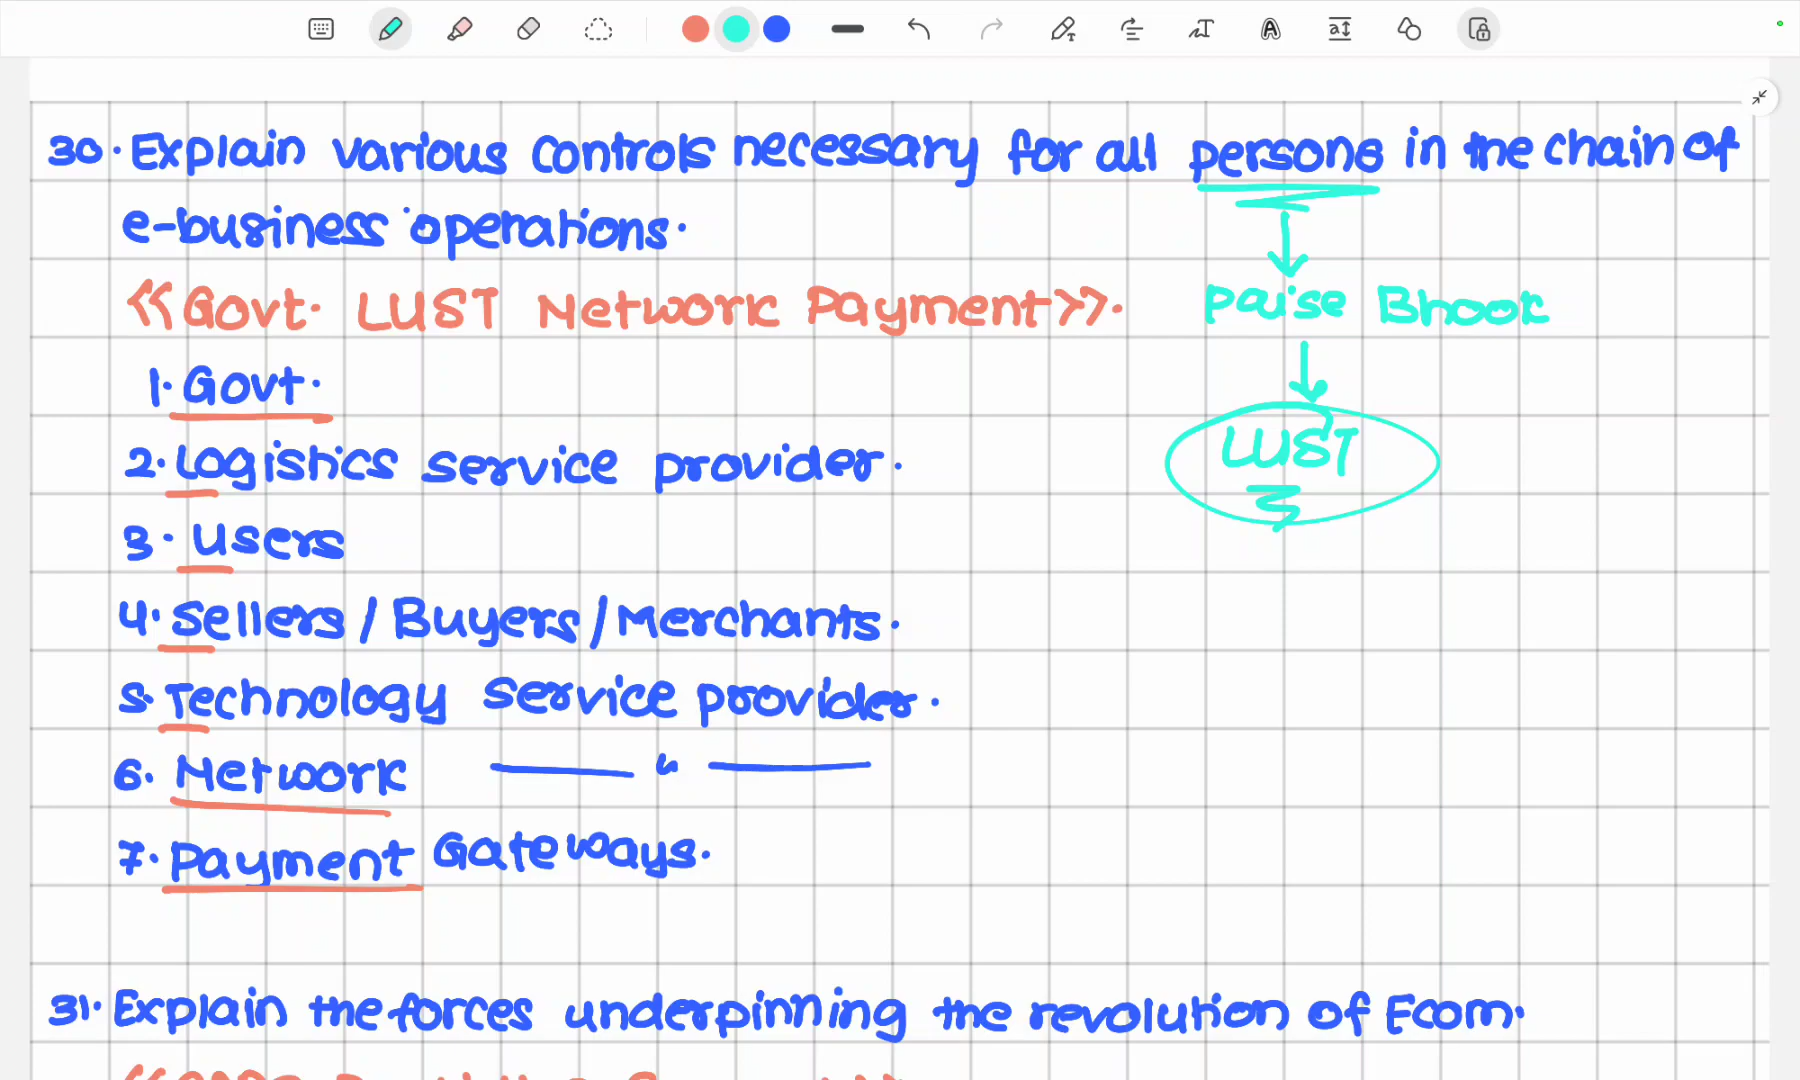 30. Explain various controls necessary for all persons in the chain of
e-business operations.
<<Govt. LUST Network Payment>>.
Paise Bhook
LUST
1. Govt.
2. Logistics service provider.
3. Users
4. Sellers / Buyers / Merchants.
5. Technology service provider.
6. Network —— " ——
7. Payment Gateways.
31. Explain the forces underpinning the revolution of Ecom.